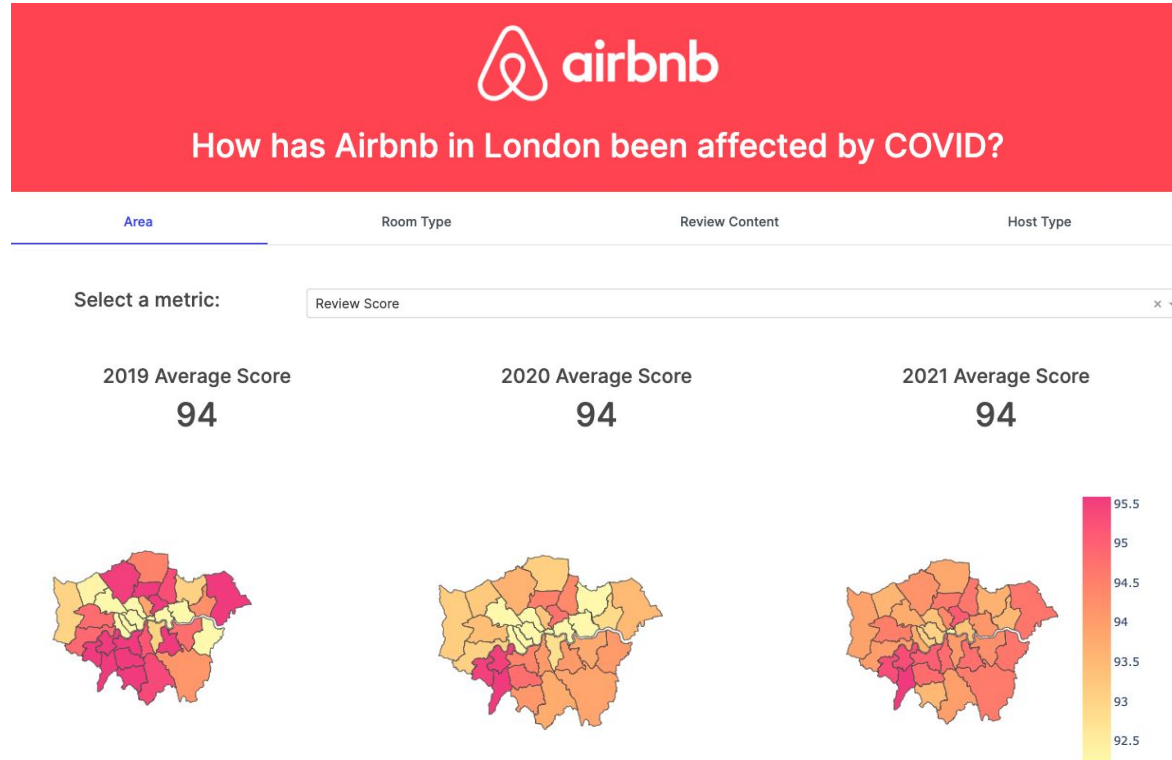 airbnb
How has Airbnb in London been affected by COVID?
Area Room Type Review Content Host Type
Select a metric: Review Score ×
2019 Average Score 2020 Average Score 2021 Average Score
94 94 94
95.5
95
94.5
94
93.5
93
92.5